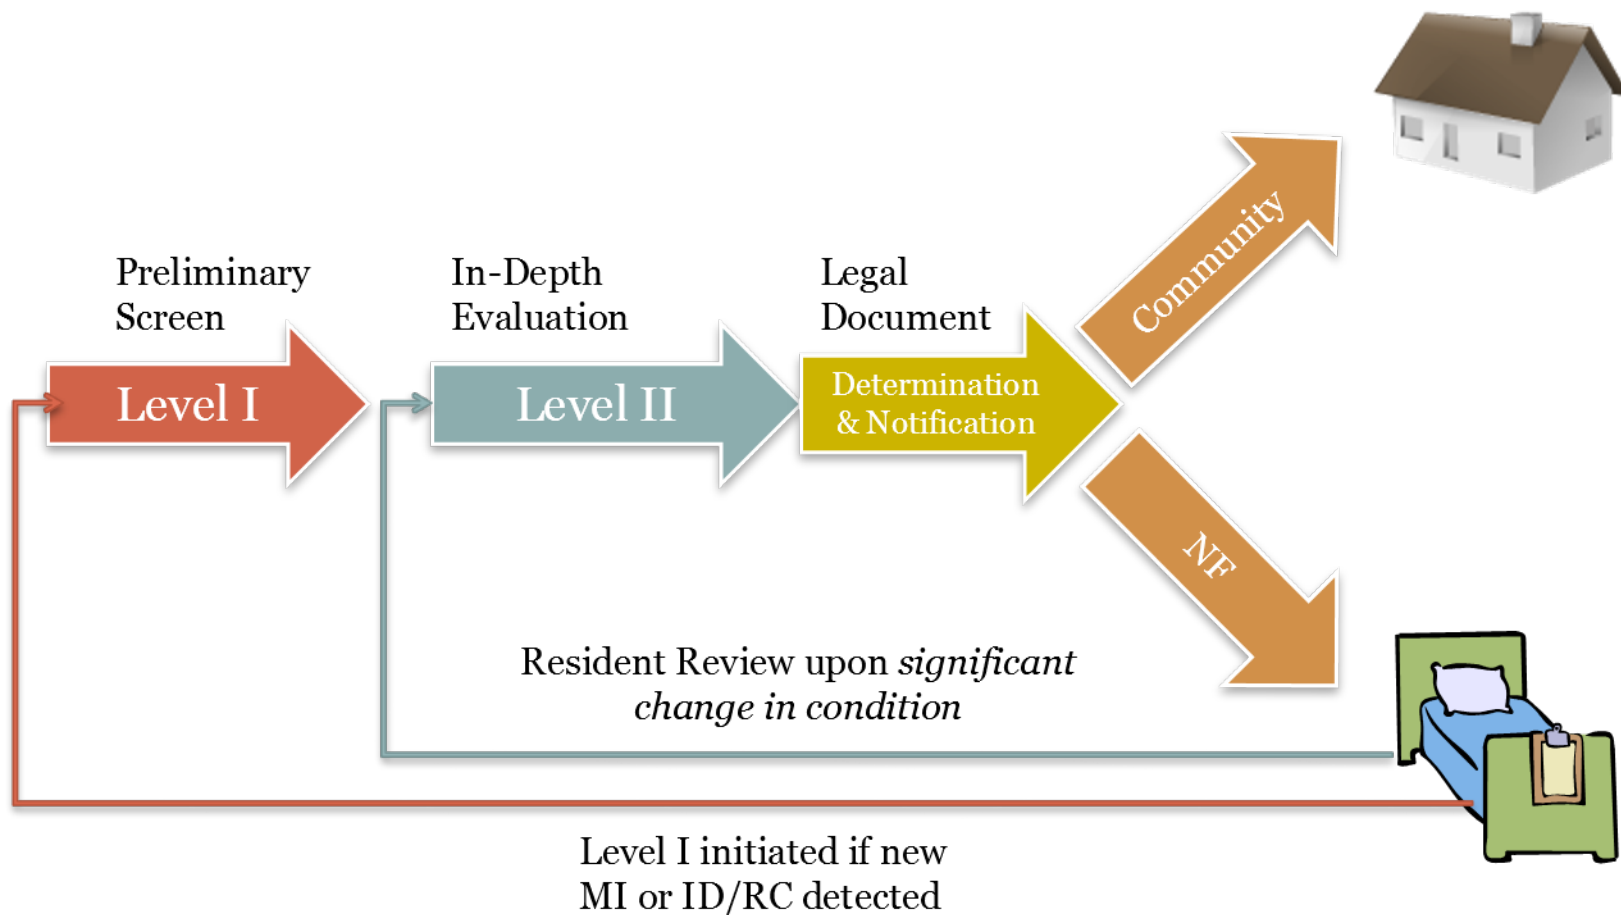 Preliminary
Screen
Level I
In-Depth
Evaluation
Level II
Legal
Document
Determination
& Notification
Community
NF
Resident Review upon significant
change in condition
Level I initiated if new
MI or ID/RC detected